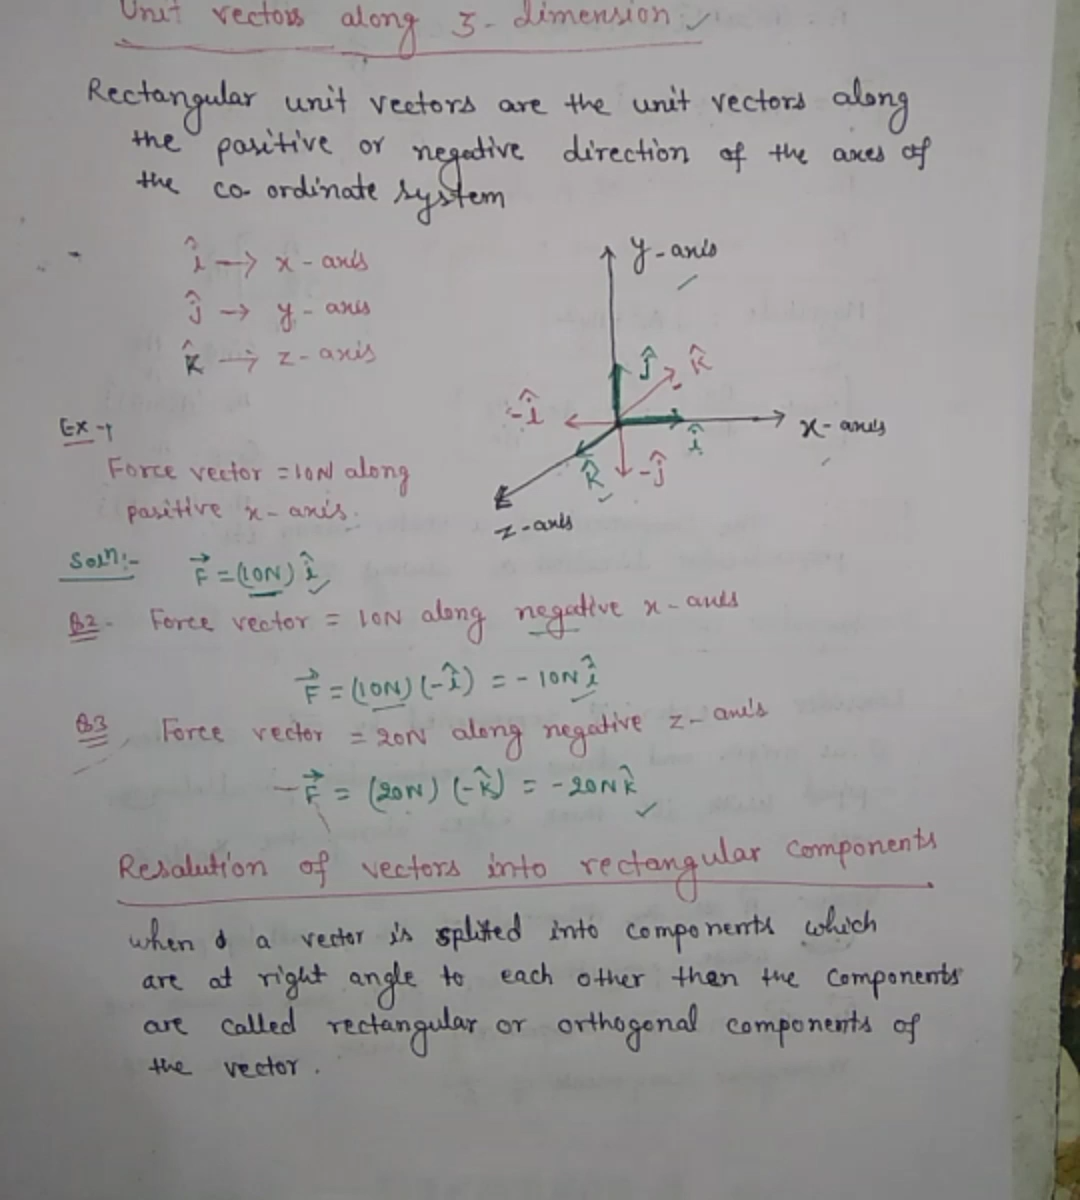 Unit vectors along 3-dimension
Rectangular unit vectors are the unit vectors along
the positive or negative direction of the axes of
the co-ordinate system
î → x-axis
ĵ → y-axis
k̂ → z-axis
y-axis
ĵ
k̂
-î
x-axis
î
k̂
-ĵ
z-axis
Ex-1
Force vector = 10N along
positive x-axis.
Soln:-
F⃗ = (10N) î
Q2. Force vector = 10N along negative x-axis
F⃗ = (10N) (-î) = -10N î
Q3 Force vector = 20N along negative z-axis
-F⃗ = (20N) (-k̂) = -20N k̂
Resolution of vectors into rectangular components
when a vector is splited into components which
are at right angle to each other then the components
are called rectangular or orthogonal components of
the vector.